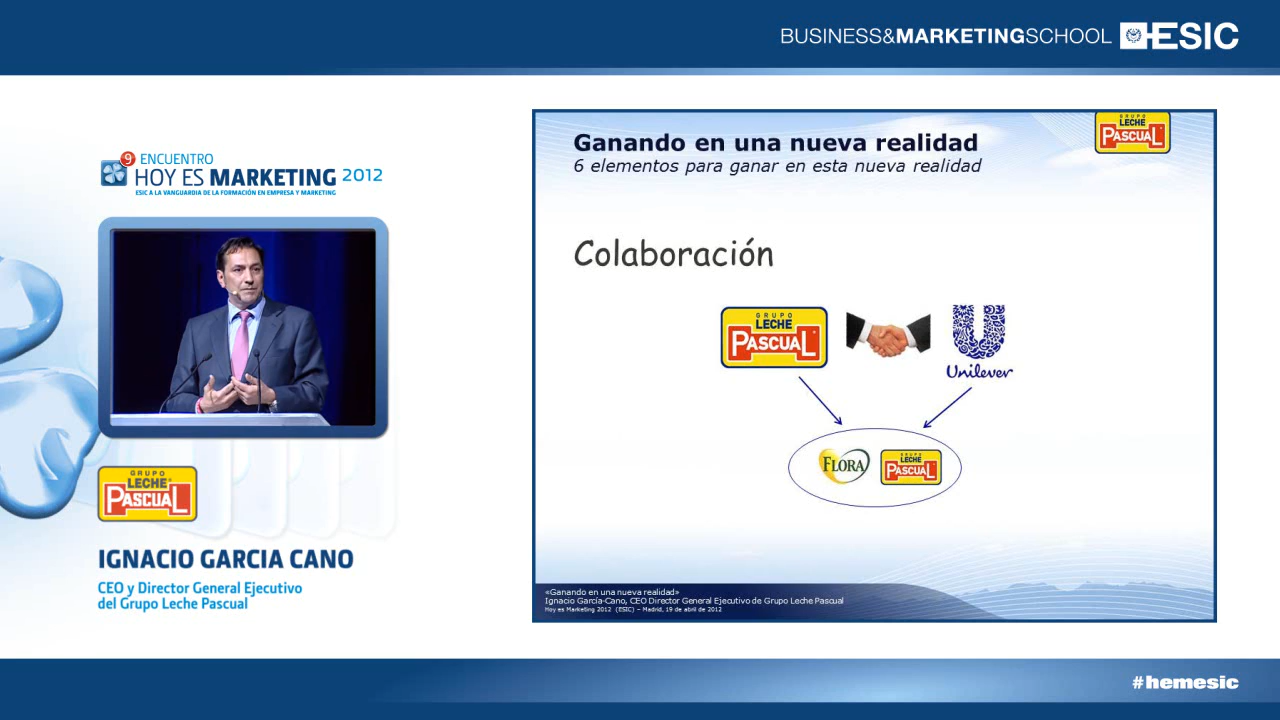 BUSINESS&MARKETINGSCHOOL ESIC
9 ENCUENTRO
HOY ES MARKETING 2012
ESIC A LA VANGUARDIA DE LA FORMACIÓN EN EMPRESA Y MARKETING
GRUPO
LECHE
PASCUAL
IGNACIO GARCIA CANO
CEO y Director General Ejecutivo
del Grupo Leche Pascual
Ganando en una nueva realidad
6 elementos para ganar en esta nueva realidad
GRUPO
LECHE
PASCUAL
Colaboración
GRUPO
LECHE
PASCUAL
Unilever
FLORA
GRUPO
LECHE
PASCUAL
«Ganando en una nueva realidad»
Ignacio García-Cano, CEO Director General Ejecutivo de Grupo Leche Pascual
Hoy es Marketing 2012 (ESIC) – Madrid, 19 de abril de 2012
#hemesic